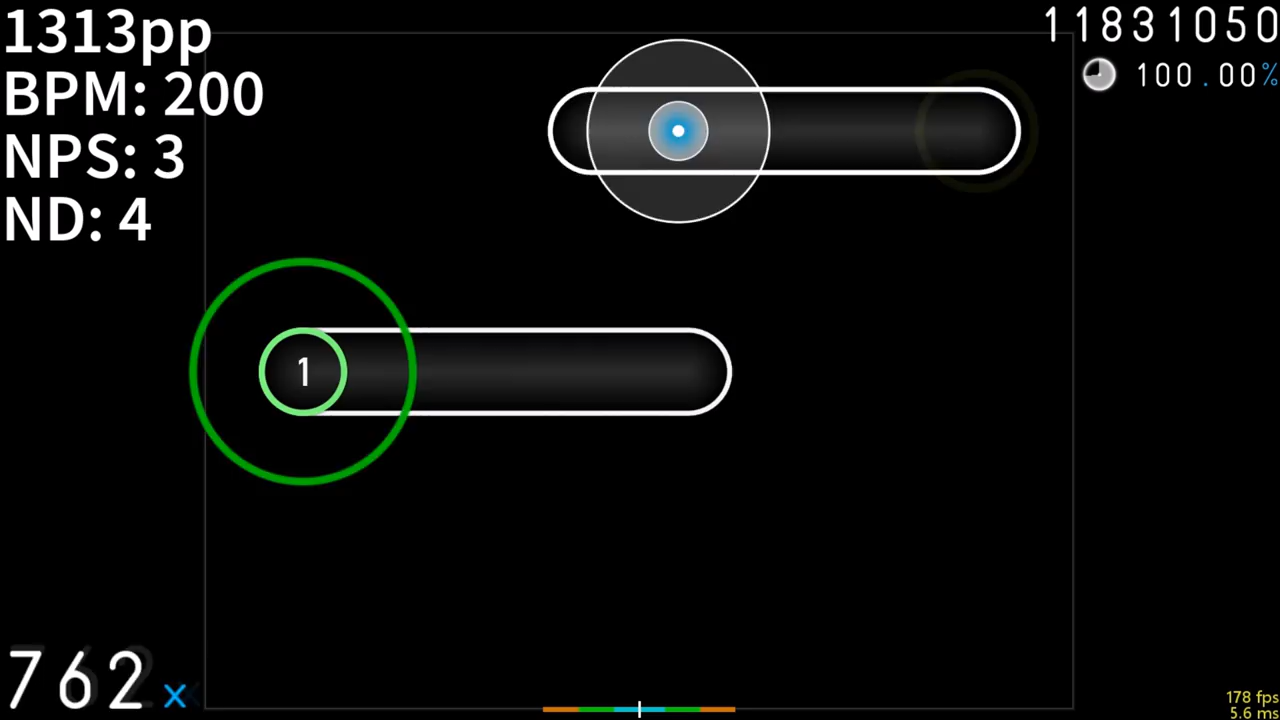 1313pp
BPM: 200
NPS: 3
ND: 4
11831050
100.00%
1
762x
178 fps
5.6 ms